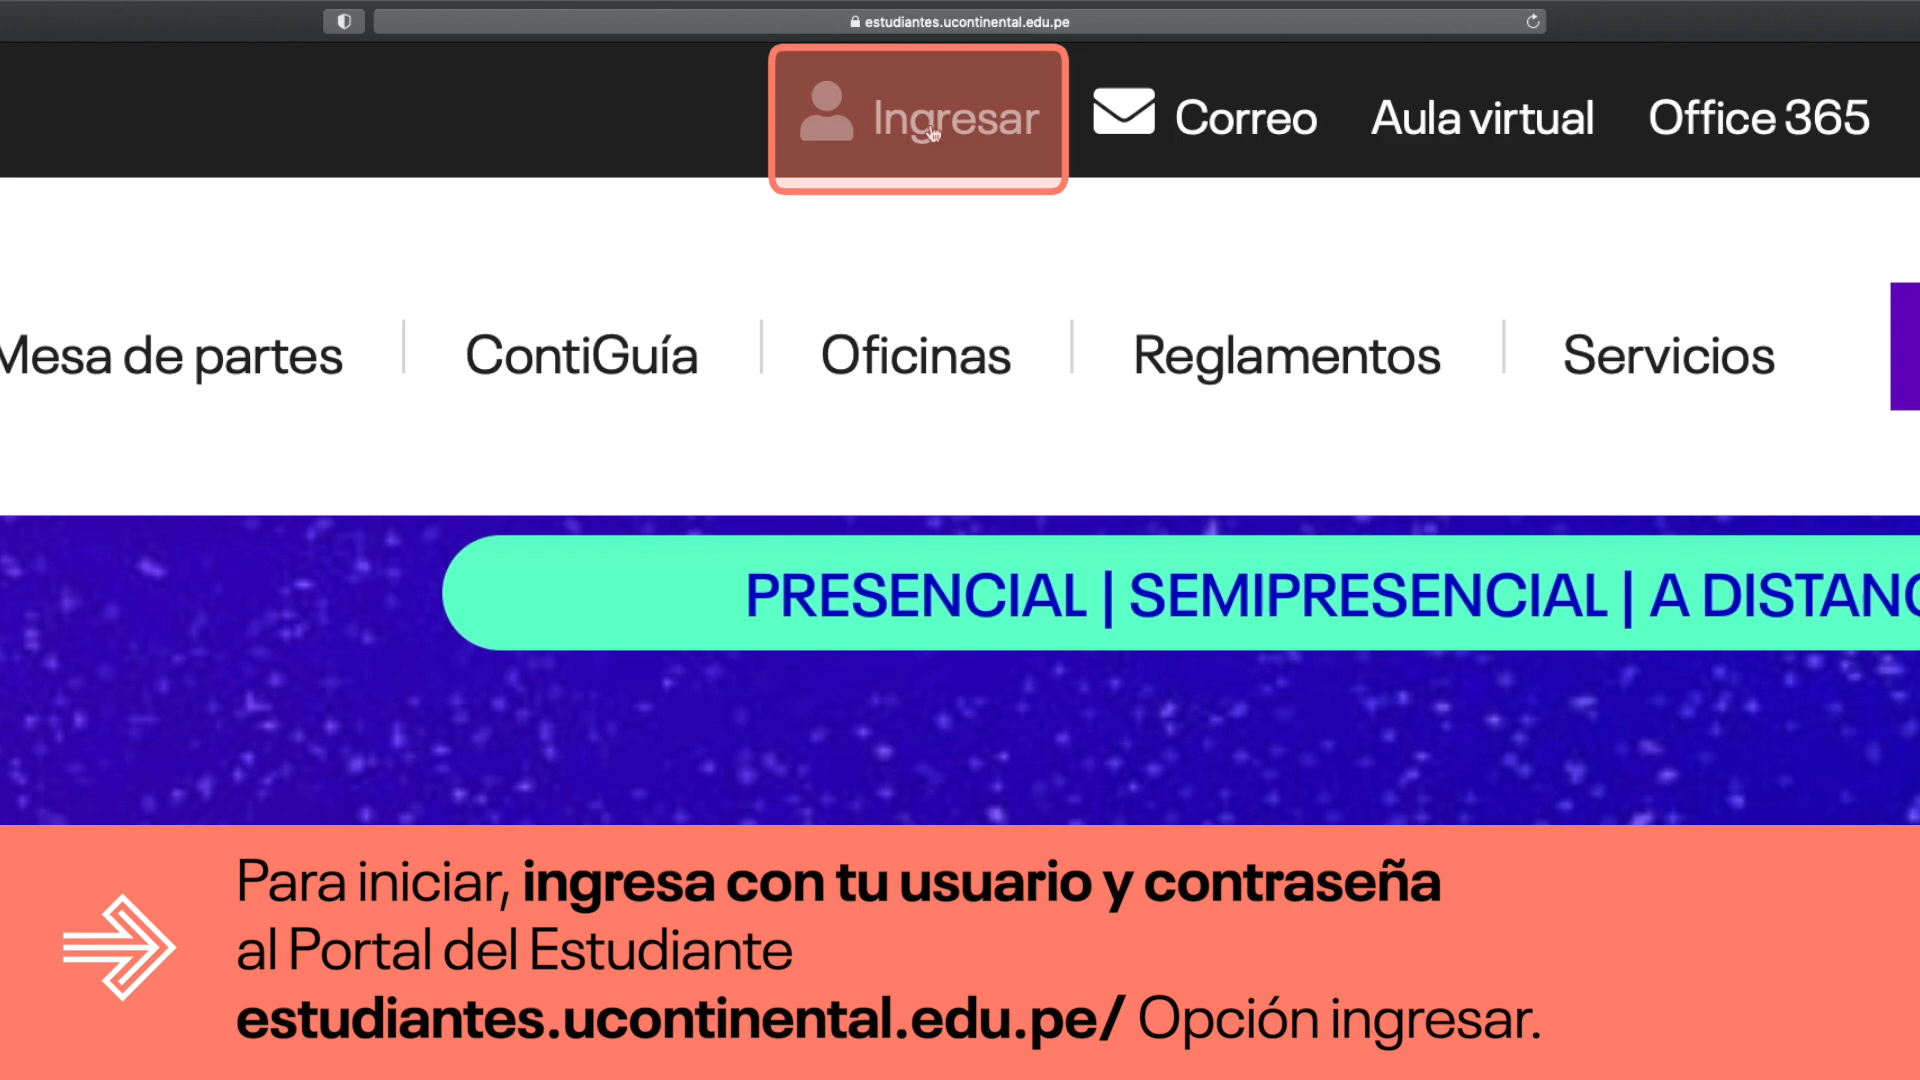 estudiantes.ucontinental.edu.pe
Ingresar Correo Aula virtual Office 365
Mesa de partes ContiGuía Oficinas Reglamentos Servicios
PRESENCIAL | SEMIPRESENCIAL | A DISTANC
Para iniciar, ingresa con tu usuario y contraseña
al Portal del Estudiante
estudiantes.ucontinental.edu.pe/ Opción ingresar.